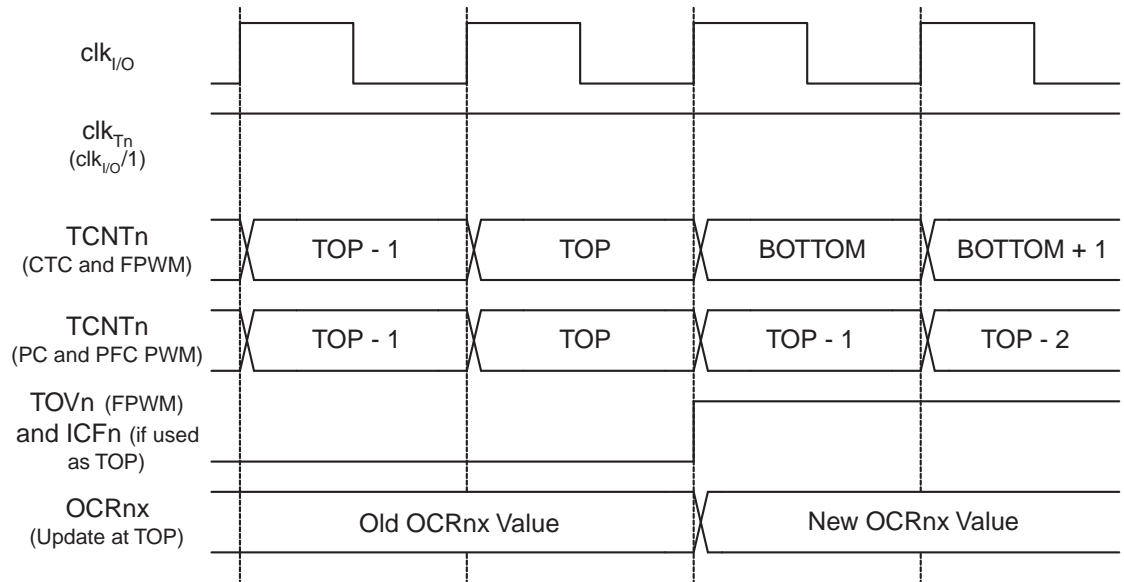 clkI/O
clkTn
(clkI/O/1)
TCNTn
(CTC and FPWM)
TOP - 1
TOP
BOTTOM
BOTTOM + 1
TCNTn
(PC and PFC PWM)
TOP - 1
TOP
TOP - 1
TOP - 2
TOVn (FPWM)
and ICFn (if used
as TOP)
OCRnx
(Update at TOP)
Old OCRnx Value
New OCRnx Value